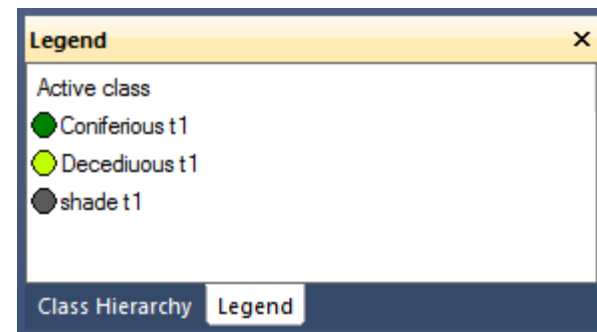 Legend
Active class
Coniferious t1
Decediuous t1
shade t1
Class Hierarchy Legend